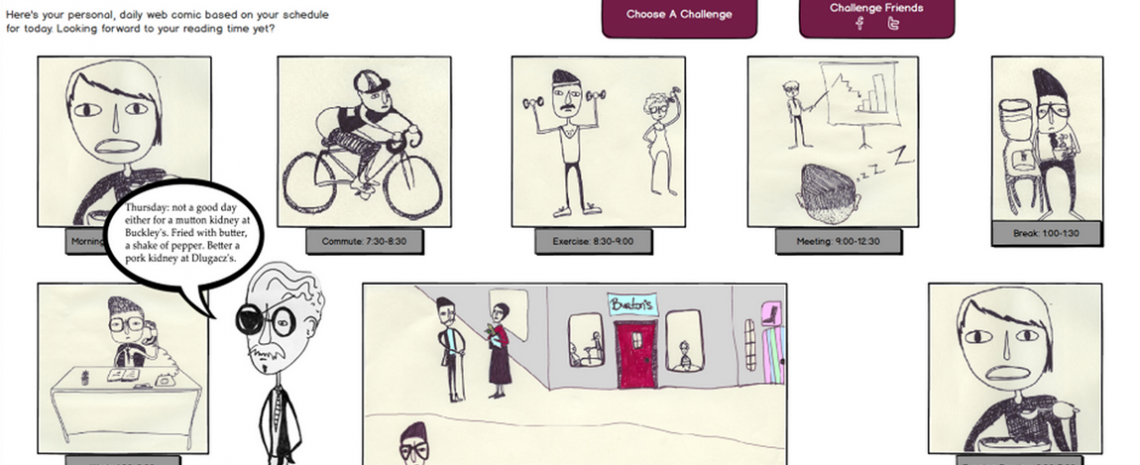 Here's your personal, daily web comic based on your schedule
for today. Looking forward to your reading time yet?
Choose A Challenge
Challenge Friends
Morning
Commute: 7:30-8:30
Exercise: 8:30-9:00
Meeting: 9:00-12:30
Break: 1:00-1:30
z z Z Z
Thursday: not a good day
either for a mutton kidney at
Buckley's. Fried with butter,
a shake of pepper. Better a
pork kidney at Dlugacz's.
Burton's